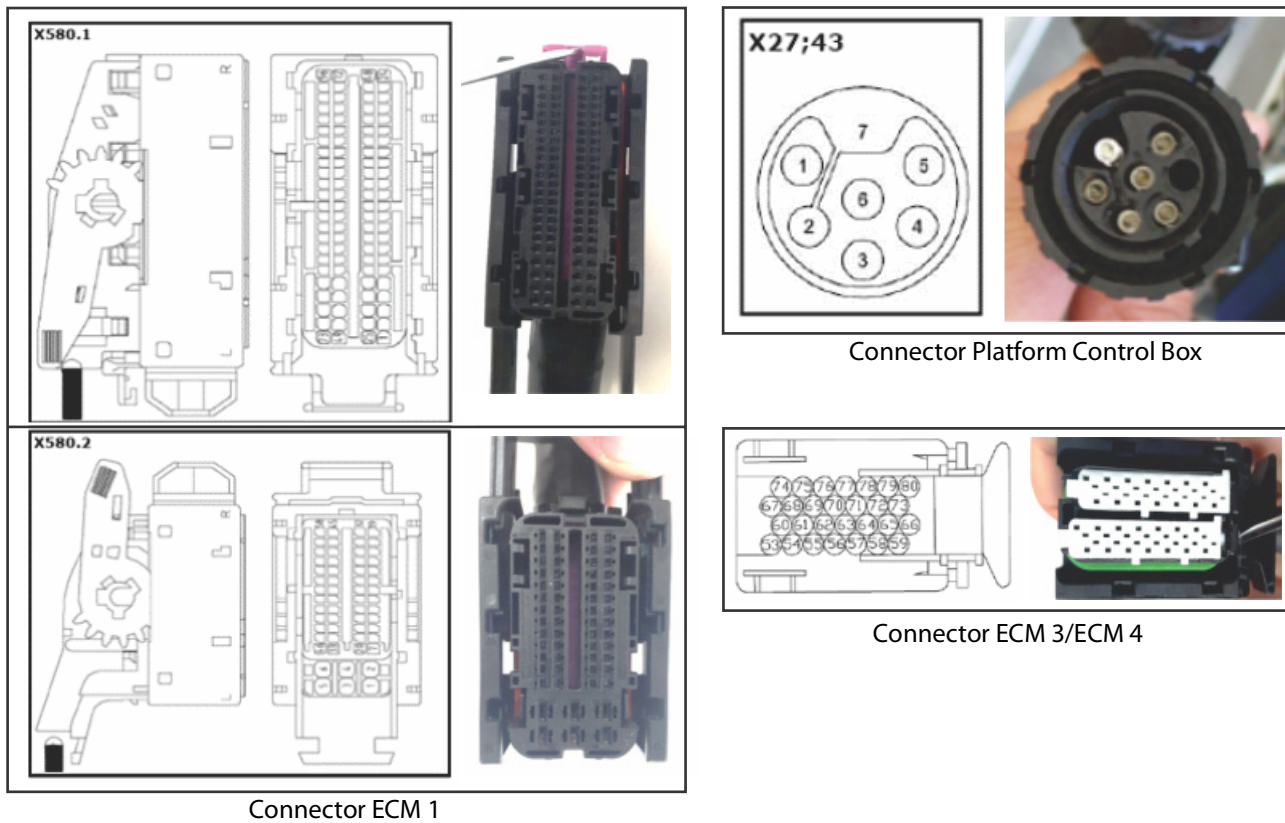 X580.1
X580.2
Connector ECM 1
X27;43
7
1
5
6
2
4
3
Connector Platform Control Box
74 75 76 77 78 79 80
67 68 69 70 71 72 73
60 61 62 63 64 65 66
53 54 55 56 57 58 59
Connector ECM 3/ECM 4